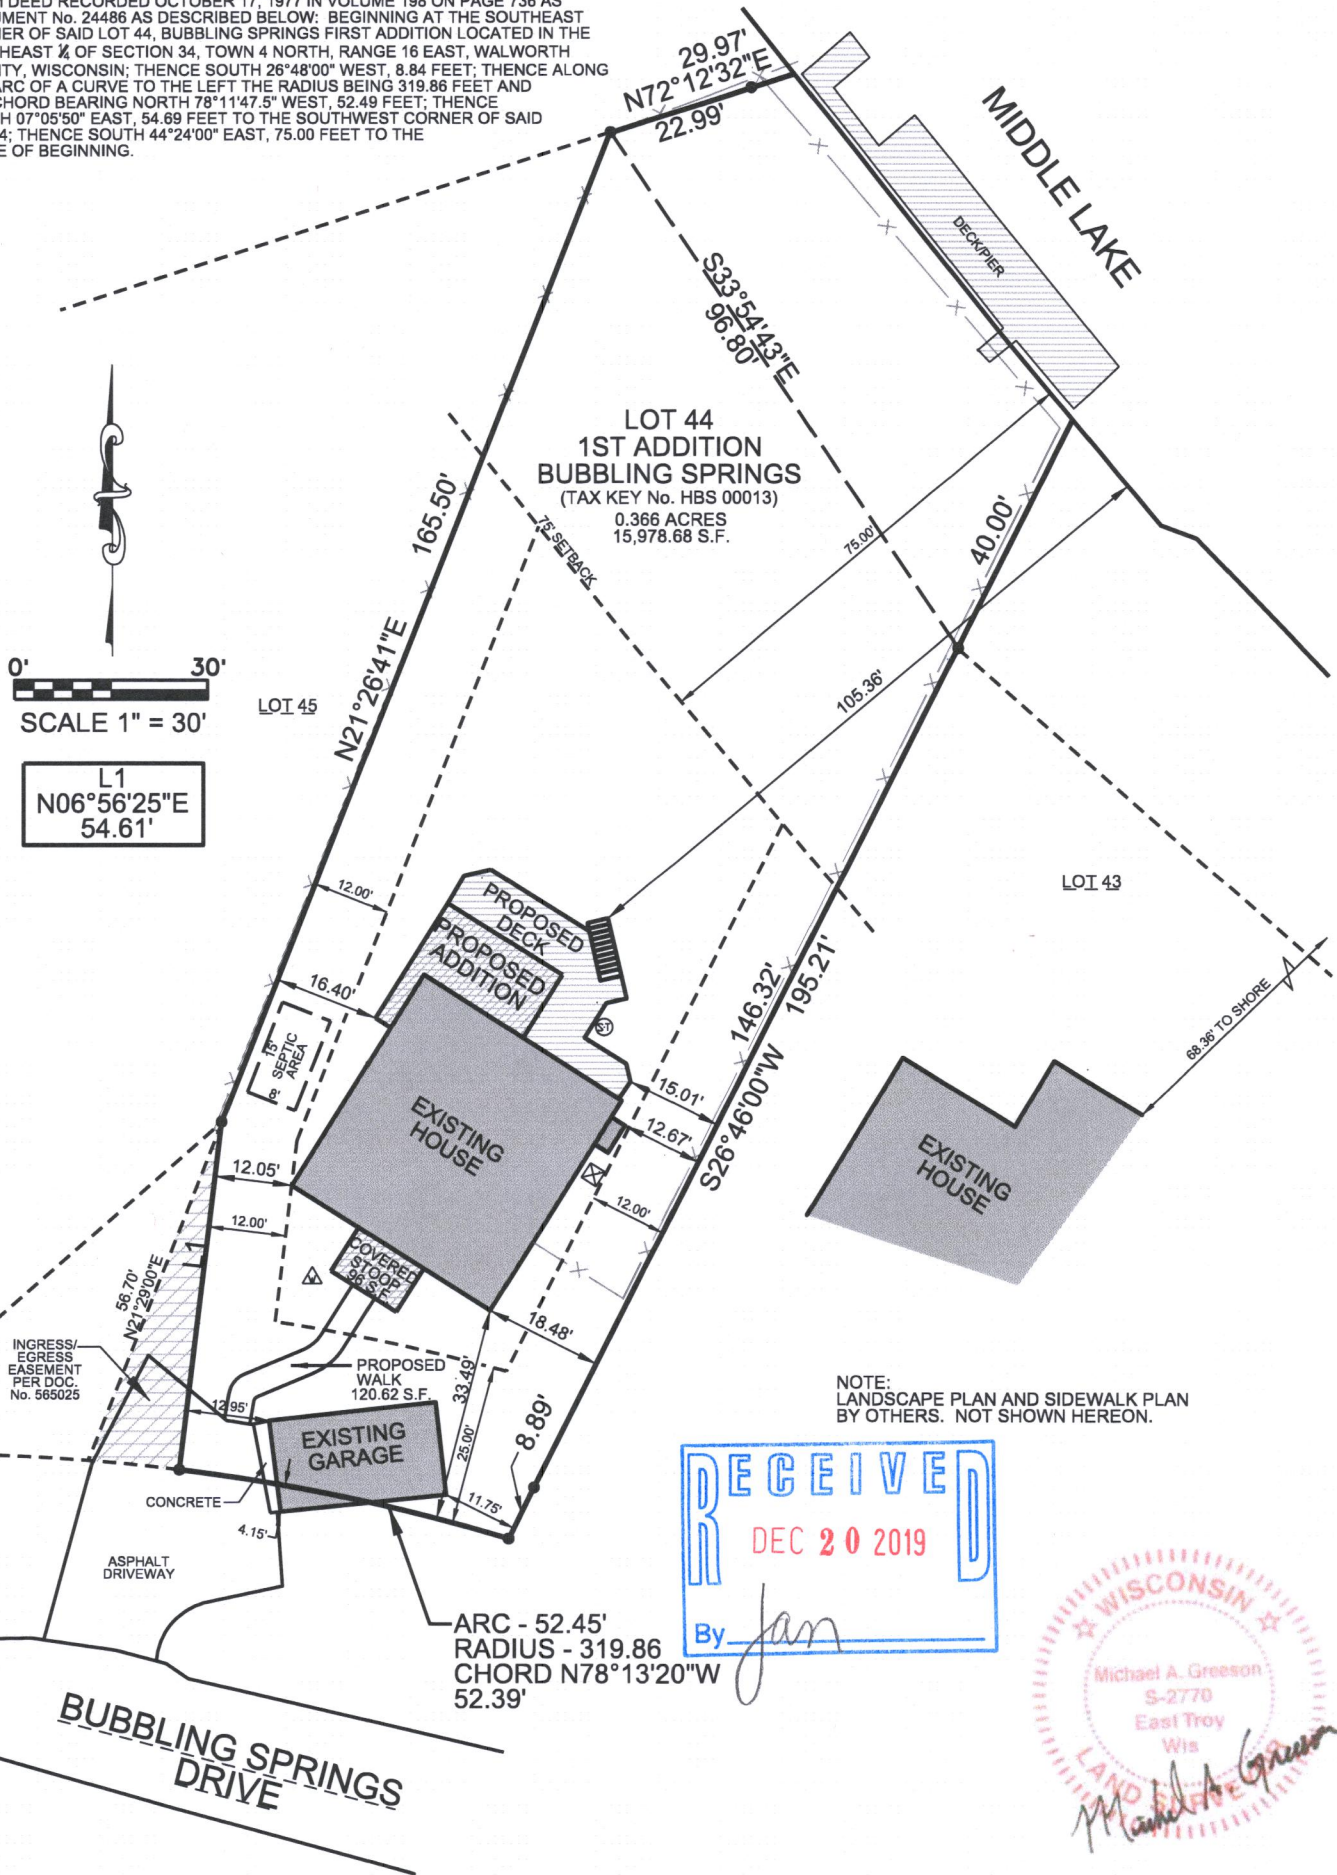 DEED RECORDED OCTOBER 17, 1977 IN VOLUME 198 ON PAGE 736 AS
UMENT No. 24486 AS DESCRIBED BELOW: BEGINNING AT THE SOUTHEAST
NER OF SAID LOT 44, BUBBLING SPRINGS FIRST ADDITION LOCATED IN THE
HEAST ¼ OF SECTION 34, TOWN 4 NORTH, RANGE 16 EAST, WALWORTH
TY, WISCONSIN; THENCE SOUTH 26°48'00" WEST, 8.84 FEET; THENCE ALONG
ARC OF A CURVE TO THE LEFT THE RADIUS BEING 319.86 FEET AND
CHORD BEARING NORTH 78°11'47.5" WEST, 52.49 FEET; THENCE
H 07°05'50" EAST, 54.69 FEET TO THE SOUTHWEST CORNER OF SAID
4; THENCE SOUTH 44°24'00" EAST, 75.00 FEET TO THE
E OF BEGINNING.
29.97'
N72°12'32"E
22.99'
MIDDLE LAKE
DECK/PIER
S33°54'43"E
96.80'
LOT 44
1ST ADDITION
BUBBLING SPRINGS
(TAX KEY No. HBS 00013)
0.366 ACRES
15,978.68 S.F.
165.50'
N21°26'41"E
75' SETBACK
75.00'
40.00'
105.36'
0' 30'
SCALE 1" = 30'
LOT 45
L1
N06°56'25"E
54.61'
LOT 43
12.00'
PROPOSED
DECK
PROPOSED
ADDITION
16.40'
15'
SEPTIC
AREA
8'
ST
146.32'
195.21'
S26°46'00"W
68.36' TO SHORE
EXISTING
HOUSE
15.01'
12.67'
12.00'
EXISTING
HOUSE
12.05'
12.00'
L1
COVERED
STOOP
96 S.F.
W
56.70'
N21°29'00"E
18.48'
INGRESS/
EGRESS
EASEMENT
PER DOC.
No. 565025
PROPOSED
WALK
120.62 S.F.
33.49'
25.00'
8.89'
12.95'
EXISTING
GARAGE
11.75'
CONCRETE
4.15'
ASPHALT
DRIVEWAY
NOTE:
LANDSCAPE PLAN AND SIDEWALK PLAN
BY OTHERS. NOT SHOWN HEREON.
RECEIVED
DEC 20 2019
By Jan
ARC - 52.45'
RADIUS - 319.86
CHORD N78°13'20"W
52.39'
BUBBLING SPRINGS
DRIVE
WISCONSIN
Michael A. Greeson
S-2770
East Troy
Wis
LAND SURVEYOR
Michael A. Greeson